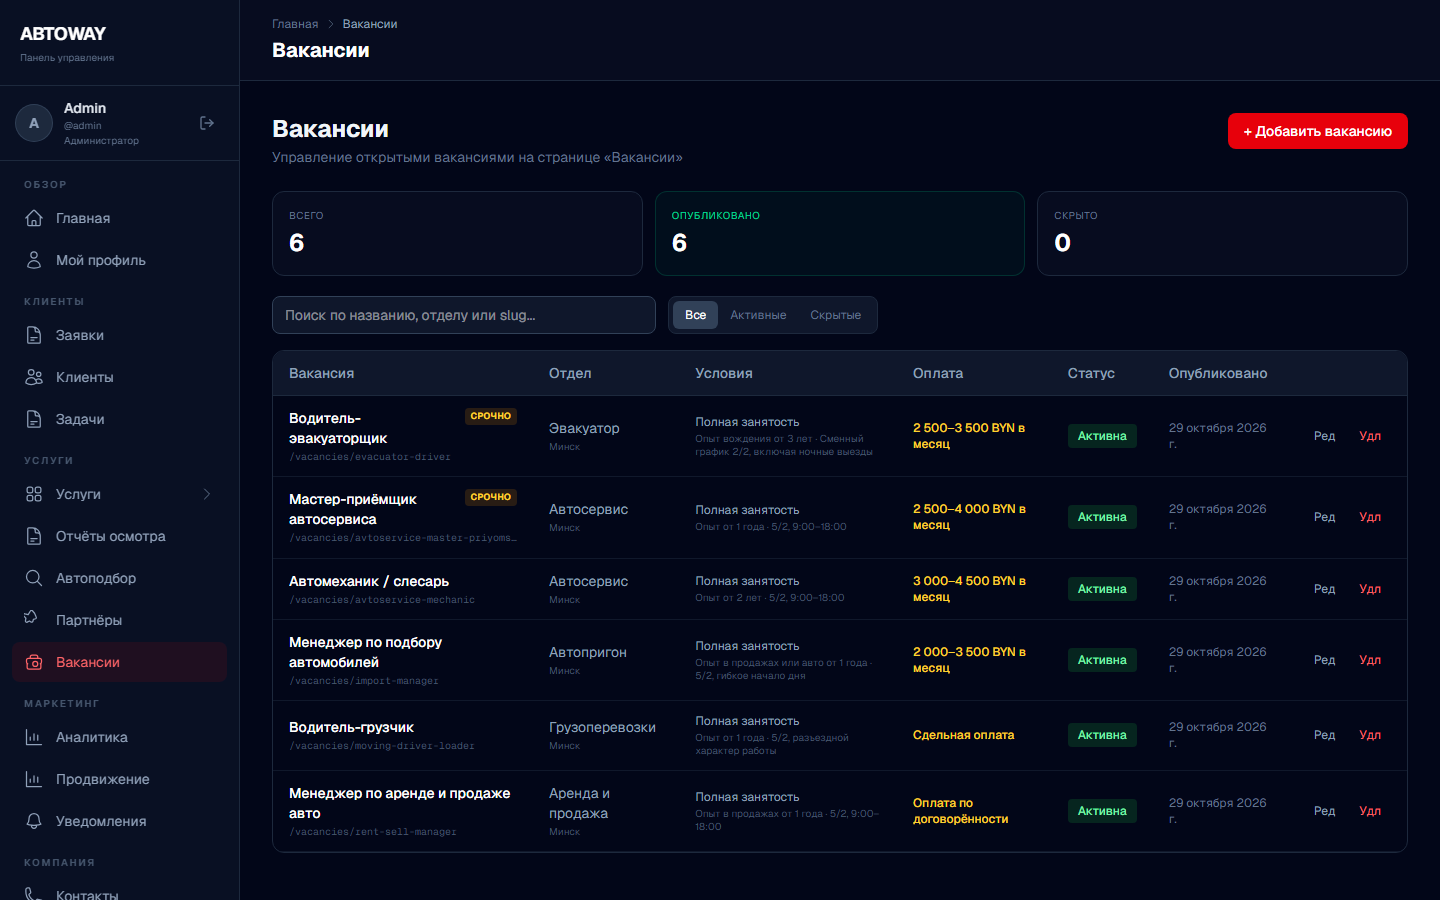 АВТОWAY
Панель управления
A
Admin
@admin
Администратор
ОБЗОР
Главная
Мой профиль
КЛИЕНТЫ
Заявки
Клиенты
Задачи
УСЛУГИ
Услуги
Отчёты осмотра
Автоподбор
Партнёры
Вакансии
МАРКЕТИНГ
Аналитика
Продвижение
Уведомления
КОМПАНИЯ
Контакты
Главная > Вакансии
Вакансии
Вакансии
Управление открытыми вакансиями на странице «Вакансии»
+ Добавить вакансию
ВСЕГО
6
ОПУБЛИКОВАНО
6
СКРЫТО
0
Поиск по названию, отделу или slug...
Все Активные Скрытые
Вакансия Отдел Условия Оплата Статус Опубликовано
Водитель-
эвакуаторщик
СРОЧНО
/vacancies/evacuator-driver
Эвакуатор
Минск
Полная занятость
Опыт вождения от 3 лет · Сменный
график 2/2, включая ночные выезды
2 500–3 500 BYN в
месяц
Активна
29 октября 2026
г.
Ред Удл
Мастер-приёмщик
автосервиса
СРОЧНО
/vacancies/avtoservice-master-priyoms…
Автосервис
Минск
Полная занятость
Опыт от 1 года · 5/2, 9:00–18:00
2 500–4 000 BYN в
месяц
Активна
29 октября 2026
г.
Ред Удл
Автомеханик / слесарь
/vacancies/avtoservice-mechanic
Автосервис
Минск
Полная занятость
Опыт от 2 лет · 5/2, 9:00–18:00
3 000–4 500 BYN в
месяц
Активна
29 октября 2026
г.
Ред Удл
Менеджер по подбору
автомобилей
/vacancies/import-manager
Автопригон
Минск
Полная занятость
Опыт в продажах или авто от 1 года ·
5/2, гибкое начало дня
2 000–3 500 BYN в
месяц
Активна
29 октября 2026
г.
Ред Удл
Водитель-грузчик
/vacancies/moving-driver-loader
Грузоперевозки
Минск
Полная занятость
Опыт от 1 года · 5/2, разъездной
характер работы
Сдельная оплата
Активна
29 октября 2026
г.
Ред Удл
Менеджер по аренде и продаже
авто
/vacancies/rent-sell-manager
Аренда и
продажа
Минск
Полная занятость
Опыт в продажах от 1 года · 5/2, 9:00–
18:00
Оплата по
договорённости
Активна
29 октября 2026
г.
Ред Удл